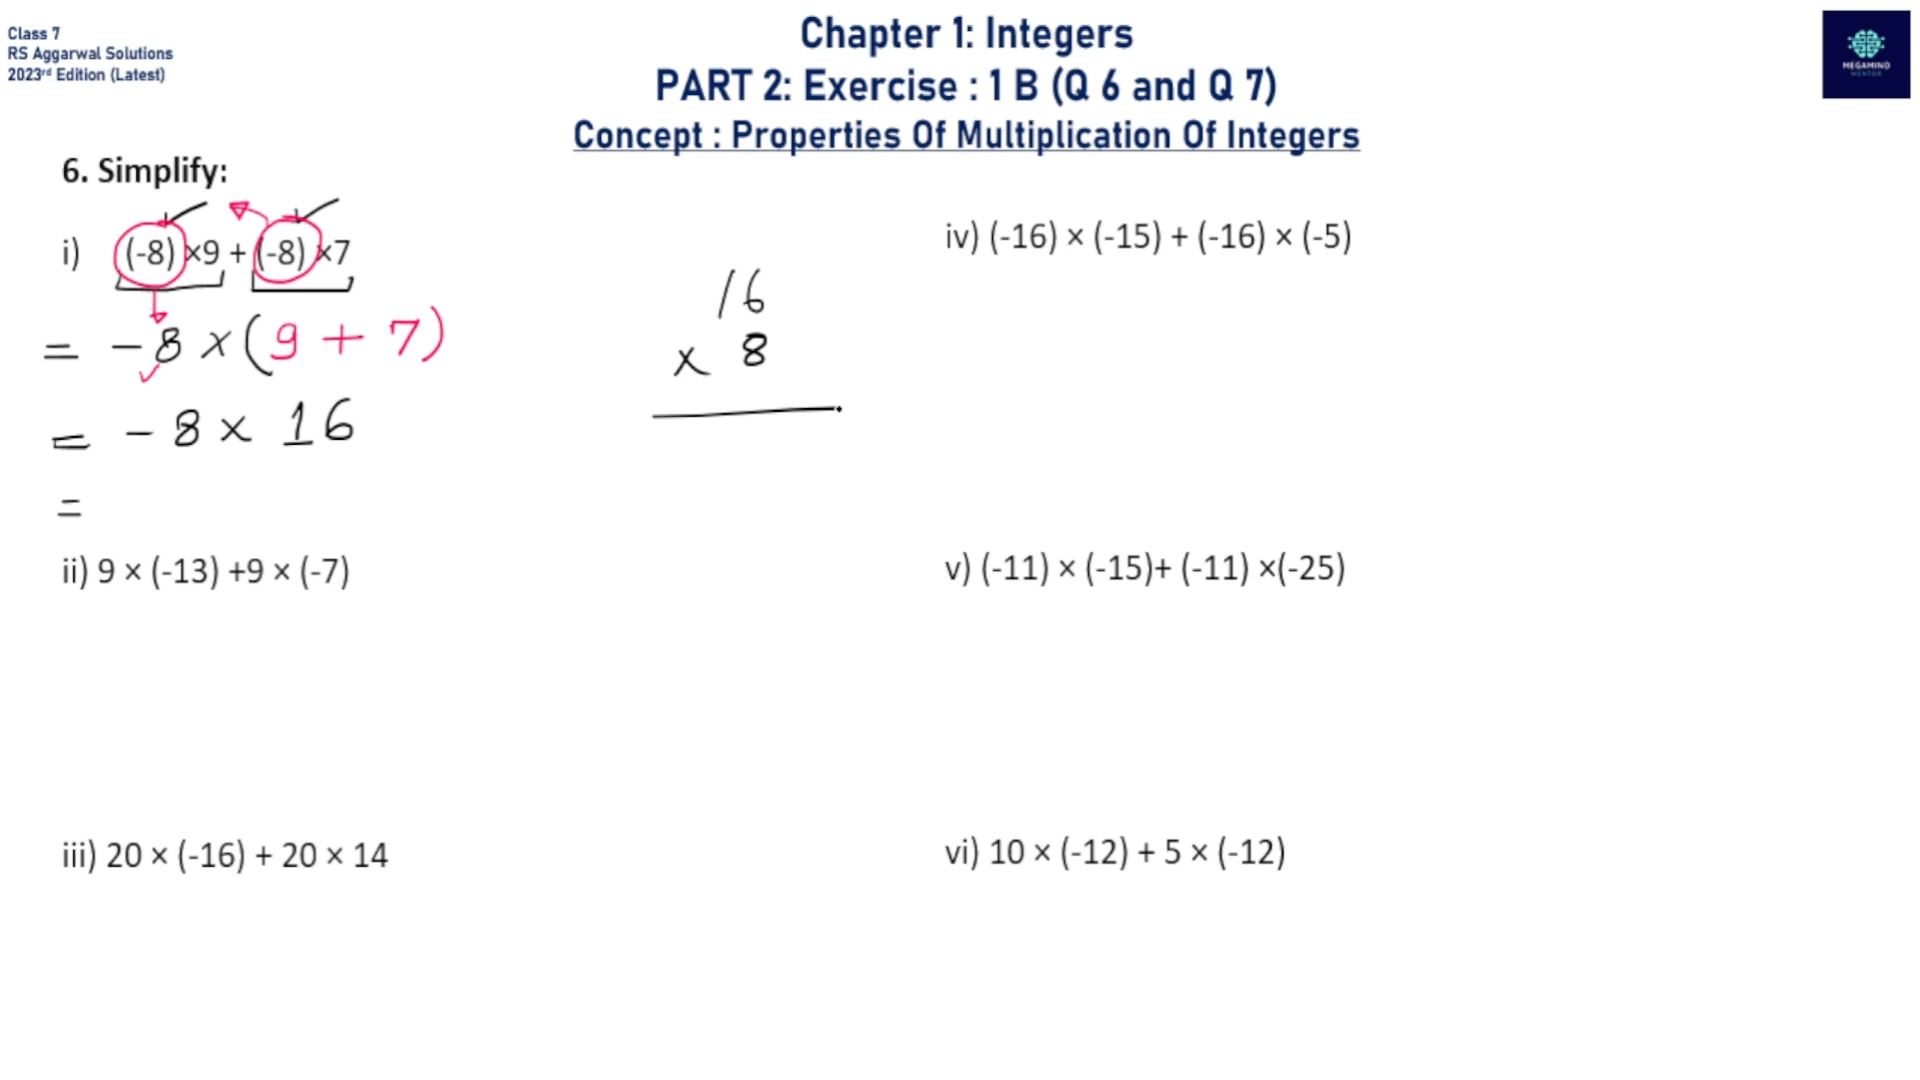 Class 7
RS Aggarwal Solutions
2023rd Edition (Latest)
Chapter 1: Integers
PART 2: Exercise : 1 B (Q 6 and Q 7)
Concept : Properties Of Multiplication Of Integers
MEGAMIND
MENTOR
6. Simplify:
i) (-8) ×9 + (-8) ×7
= -8 × (9 + 7)
= - 8 × 16
=
16
× 8
ii) 9 × (-13) +9 × (-7)
iii) 20 × (-16) + 20 × 14
iv) (-16) × (-15) + (-16) × (-5)
v) (-11) × (-15)+ (-11) ×(-25)
vi) 10 × (-12) + 5 × (-12)